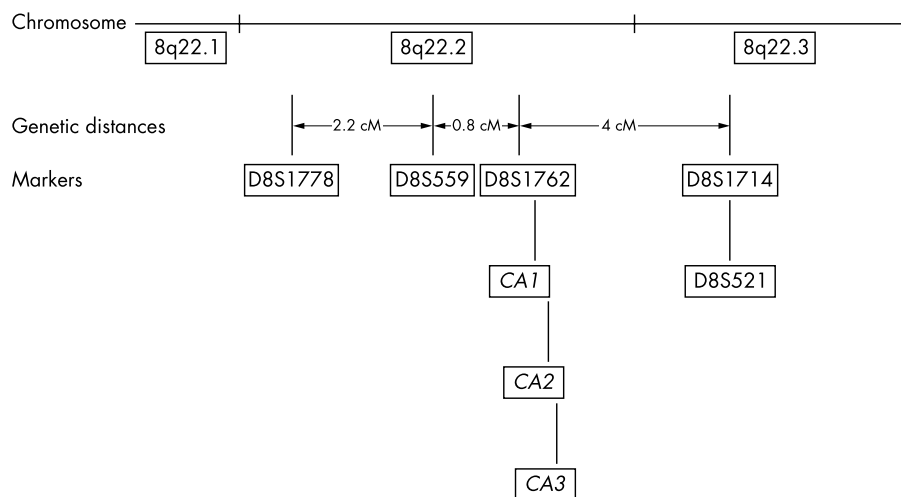 Chromosome
8q22.1 8q22.2 8q22.3
Genetic distances 2.2 cM 0.8 cM 4 cM
Markers D8S1778 D8S559 D8S1762 D8S1714
CA1 D8S521
CA2
CA3